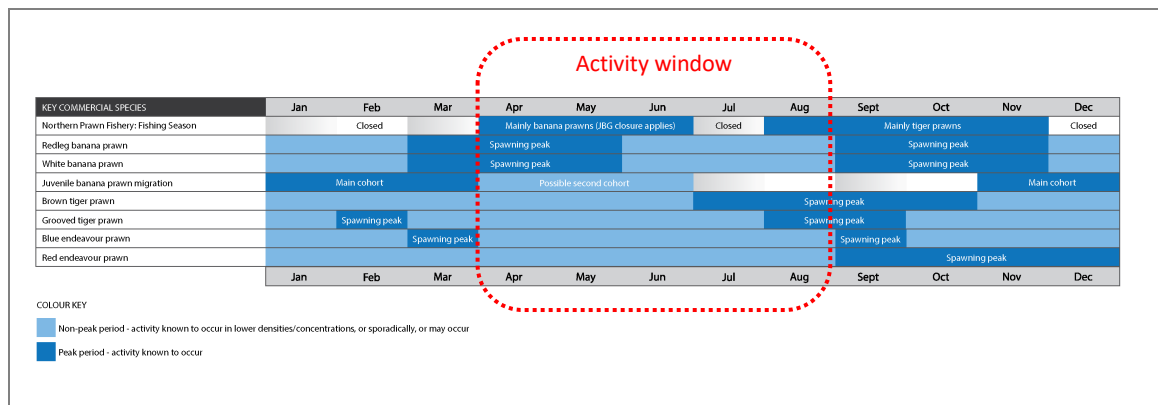 Activity window
KEY COMMERCIAL SPECIES Jan Feb Mar Apr May Jun Jul Aug Sept Oct Nov Dec
Northern Prawn Fishery: Fishing Season Closed Mainly banana prawns (JBG closure applies) Closed Mainly tiger prawns Closed
Redleg banana prawn Spawning peak Spawning peak
White banana prawn Spawning peak Spawning peak
Juvenile banana prawn migration Main cohort Possible second cohort Main cohort
Brown tiger prawn Spawning peak
Grooved tiger prawn Spawning peak Spawning peak
Blue endeavour prawn Spawning peak Spawning peak
Red endeavour prawn Spawning peak
Jan Feb Mar Apr May Jun Jul Aug Sept Oct Nov Dec
COLOUR KEY
Non-peak period - activity known to occur in lower densities/concentrations, or sporadically, or may occur
Peak period - activity known to occur